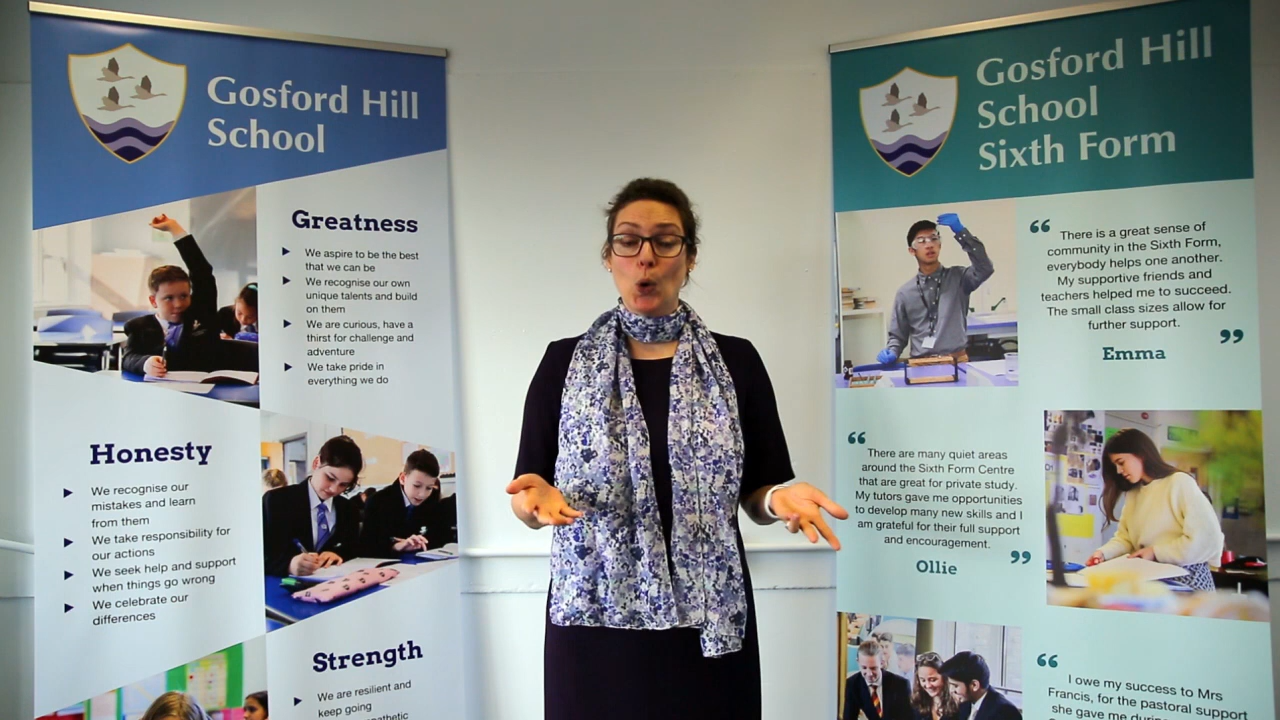 Gosford Hill
School
Greatness
We aspire to be the best
that we can be
We recognise our own
unique talents and build
on them
We are curious, have a
thirst for challenge and
adventure
We take pride in
everything we do
Honesty
We recognise our
mistakes and learn
from them
We take responsibility for
our actions
We seek help and support
when things go wrong
We celebrate our
differences
Strength
We are resilient and
keep going
Gosford Hill
School
Sixth Form
“ There is a great sense of
community in the Sixth Form,
everybody helps one another.
My supportive friends and
teachers helped me to succeed.
The small class sizes allow for
further support. ”
Emma
“ There are many quiet areas
around the Sixth Form Centre
that are great for private study.
My tutors gave me opportunities
to develop many new skills and I
am grateful for their full support
and encouragement. ”
Ollie
“ I owe my success to Mrs
Francis, for the pastoral support
she gave me during